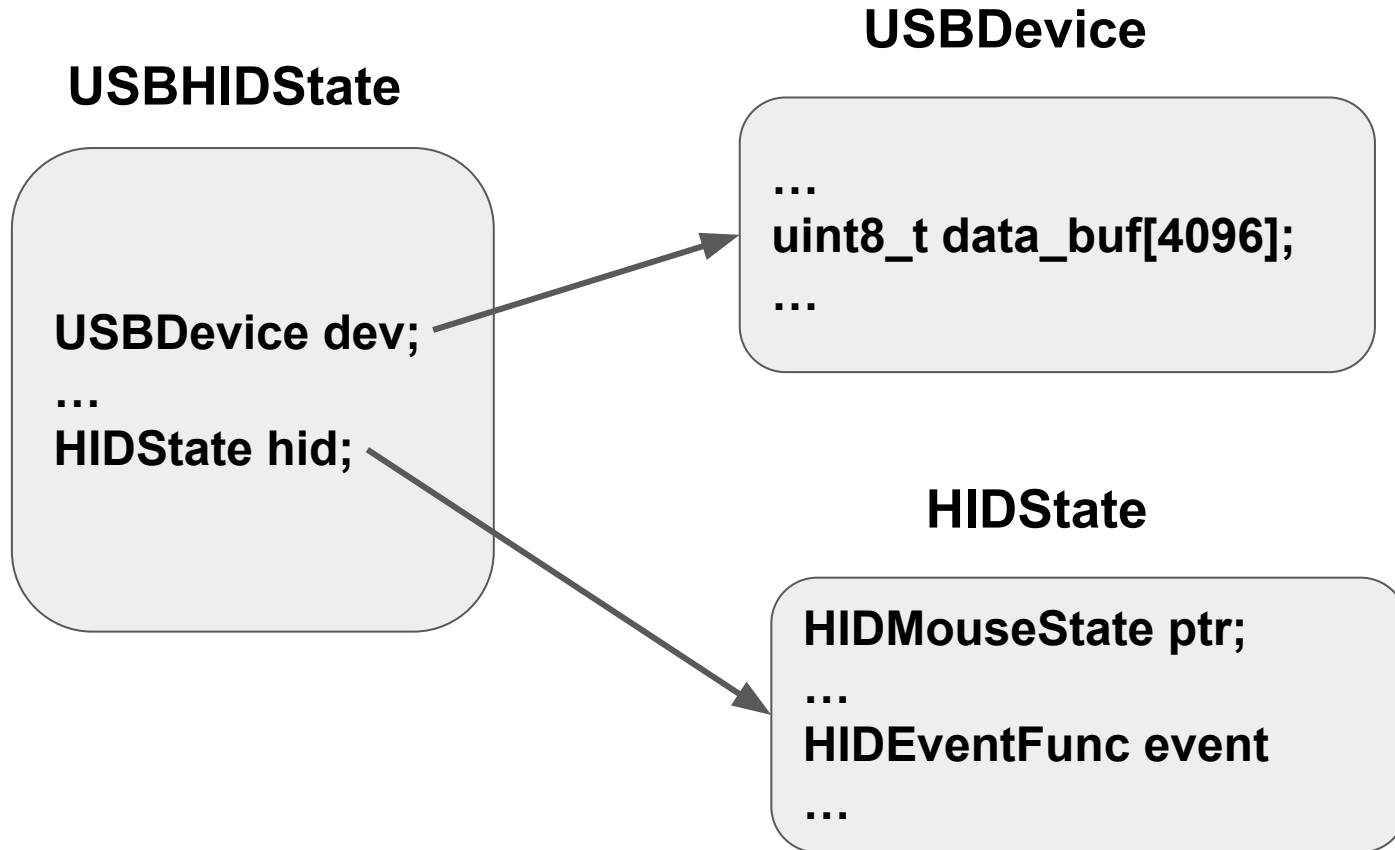 USBHIDState
USBDevice dev;
…
HIDState hid;
USBDevice
…
uint8_t data_buf[4096];
…
HIDState
HIDMouseState ptr;
…
HIDEventFunc event
…